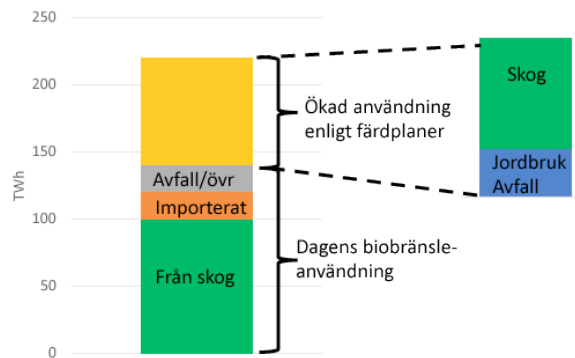 250
200
150
100
50
0
TWh
Avfall/övr
Importerat
Från skog
Ökad användning
enligt färdplaner
Dagens biobränsle-
användning
Skog
Jordbruk
Avfall